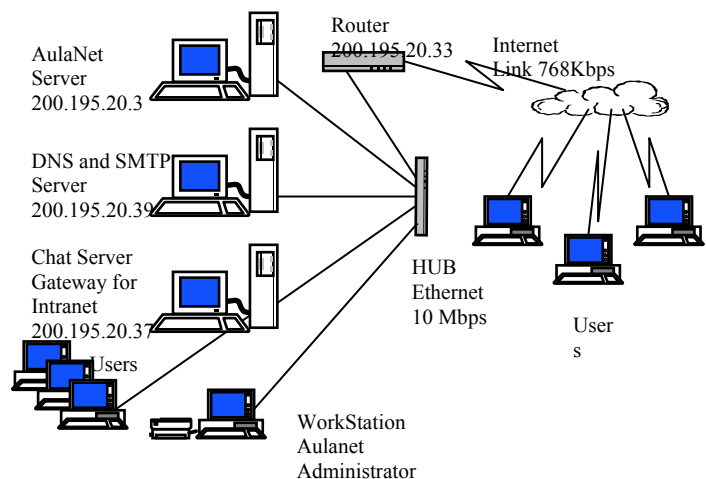 AulaNet
Server
200.195.20.3
DNS and SMTP
Server
200.195.20.39
Chat Server
Gateway for
Intranet
200.195.20.37
Users
Router
200.195.20.33
Internet
Link 768Kbps
HUB
Ethernet
10 Mbps
User
s
WorkStation
Aulanet
Administrator